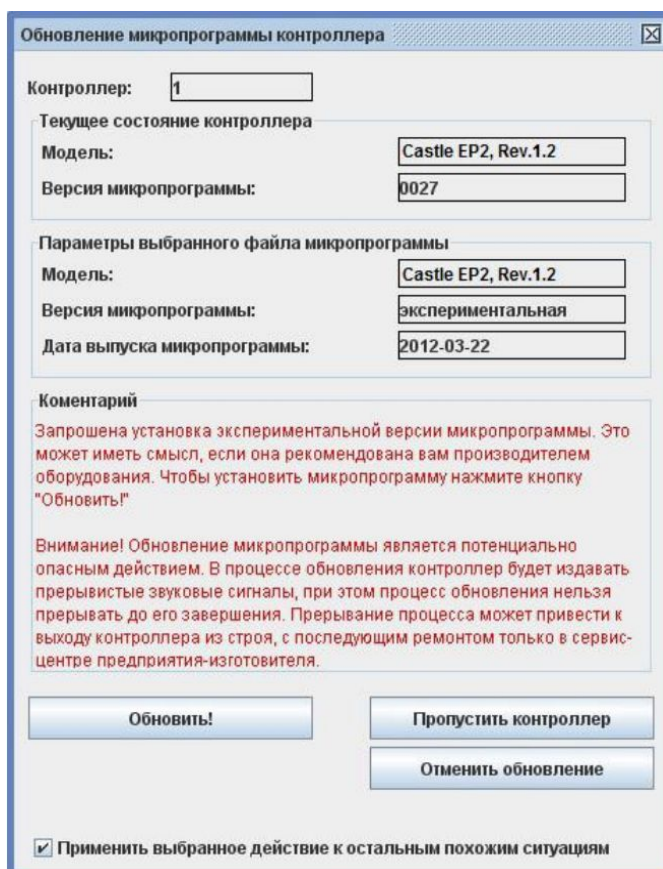 Обновление микропрограммы контроллера
Контроллер: 1
Текущее состояние контроллера
Модель: Castle EP2, Rev.1.2
Версия микропрограммы: 0027
Параметры выбранного файла микропрограммы
Модель: Castle EP2, Rev.1.2
Версия микропрограммы: экспериментальная
Дата выпуска микропрограммы: 2012-03-22
Коментарий
Запрошена установка экспериментальной версии микропрограммы. Это
может иметь смысл, если она рекомендована вам производителем
оборудования. Чтобы установить микропрограмму нажмите кнопку
"Обновить!"
Внимание! Обновление микропрограммы является потенциально
опасным действием. В процессе обновления контроллер будет издавать
прерывистые звуковые сигналы, при этом процесс обновления нельзя
прерывать до его завершения. Прерывание процесса может привести к
выходу контроллера из строя, с последующим ремонтом только в сервис-
центре предприятия-изготовителя.
Обновить! Пропустить контроллер
Отменить обновление
Применить выбранное действие к остальным похожим ситуациям